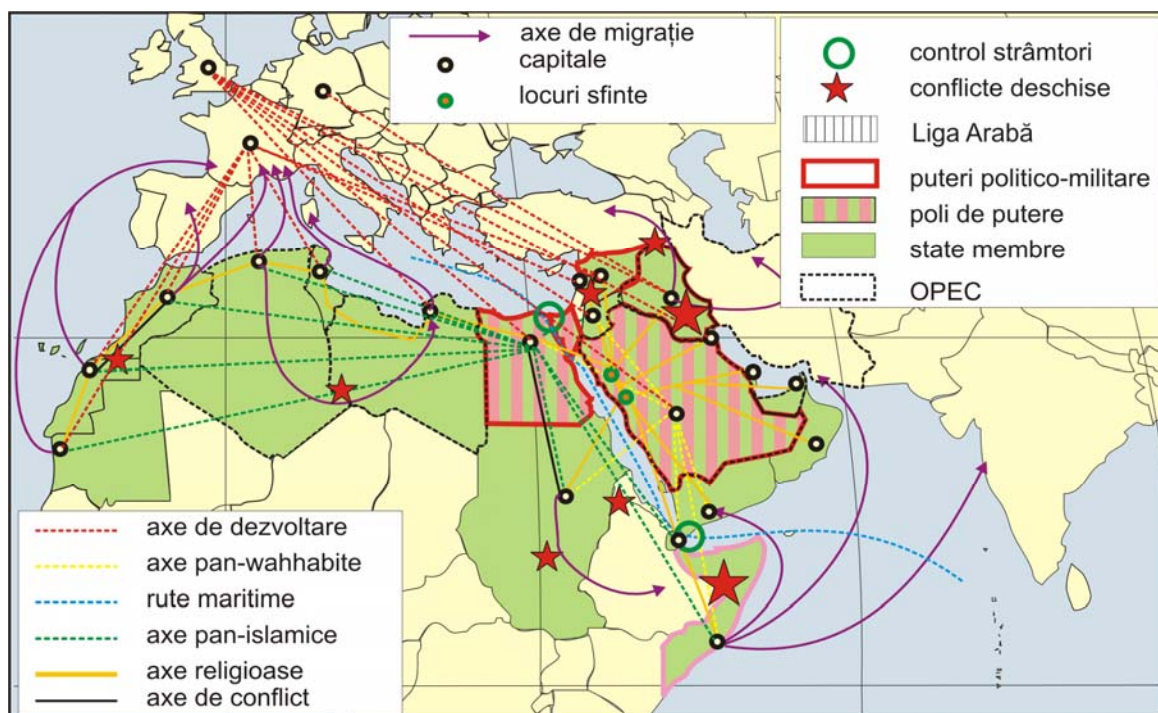 axe de migrație
capitale
locuri sfinte
control strâmtori
conflicte deschise
Liga Arabă
puteri politico-militare
poli de putere
state membre
OPEC
axe de dezvoltare
axe pan-wahhabite
rute maritime
axe pan-islamice
axe religioase
axe de conflict